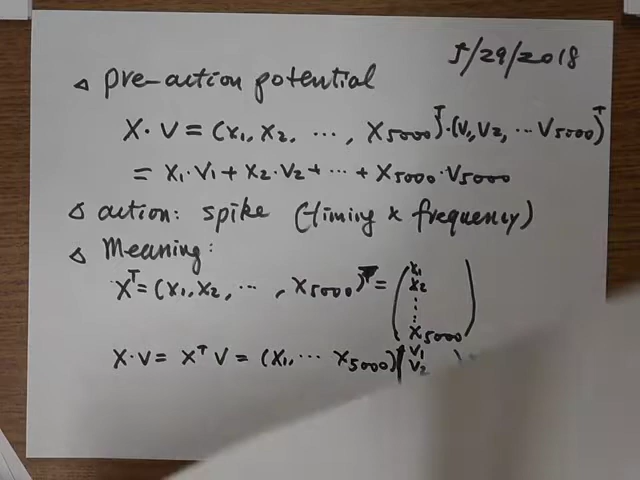 5/29/2018
△ pre-action potential
X · V = (x₁, x₂, ···, x₅₀₀₀)ᵀ · (v₁, v₂, ··· v₅₀₀₀)ᵀ
= x₁·v₁ + x₂·v₂ + ··· + x₅₀₀₀·v₅₀₀₀
△ action: spike (timing × frequency)
△ Meaning:
Xᵀ = (x₁, x₂, ···, x₅₀₀₀)ᵀ = (x₁ x₂ ⋮ x₅₀₀₀)
X·V = Xᵀ V = (x₁, ··· x₅₀₀₀) (v₁ v₂ )